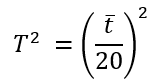 T² = (t̄/20)²